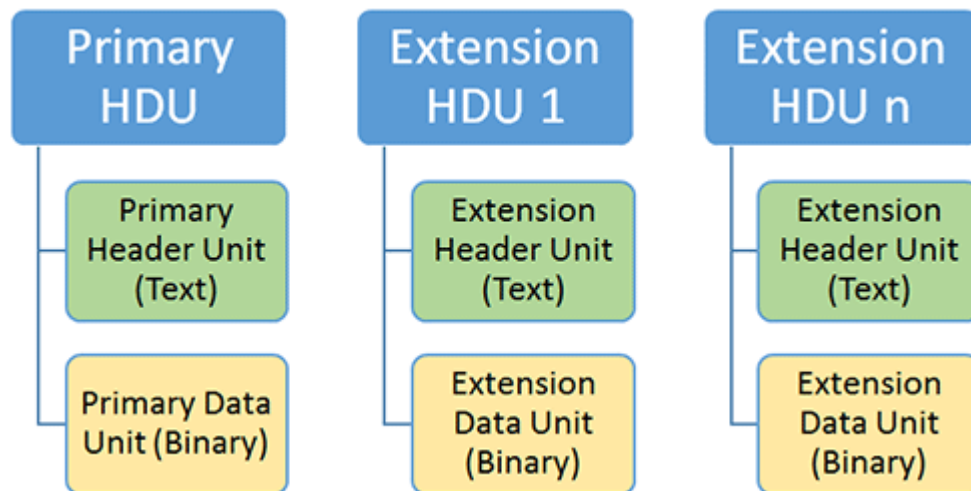 Primary
HDU
Extension
HDU 1
Extension
HDU n
Primary
Header Unit
(Text)
Extension
Header Unit
(Text)
Extension
Header Unit
(Text)
Primary Data
Unit (Binary)
Extension
Data Unit
(Binary)
Extension
Data Unit
(Binary)